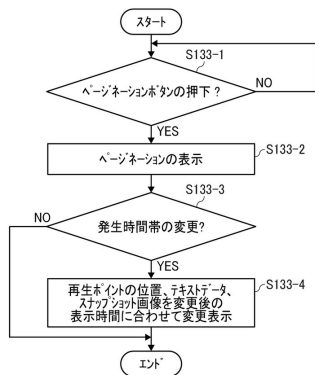 スタート
S133-1
ページネーションボタンの押下？
NO
YES
ページネーションの表示
S133-2
S133-3
NO
発生時間帯の変更?
YES
S133-4
再生ポイントの位置、テキストデータ、
スナップショット画像を変更後の
表示時間に合わせて変更表示
エンド